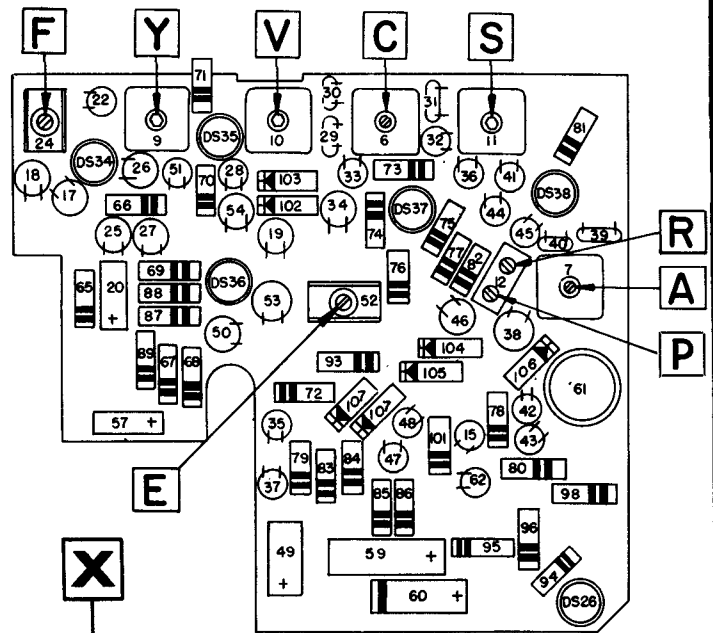 F Y V C S
71
22 30 31
24 9 DS35 10 29 6 32 11 81
DS34 26 51 28 103 33 73 36 41
18 17 70 DS38
66 54 102 34 DS37 75 44
25 27 19 74 45 40 39 R
69 DS36 76 77 82 2 7 A
65 20 88 53 52 46 38 P
+ 87 50
89 67 68 93 104 106
105 61
72 107 107 78 42
57 + 35 48 101 15 43
79 83 84 47 80
E 37 62 98
85 86
X 49 59 + 95 96
+ 60 + 94
DS26